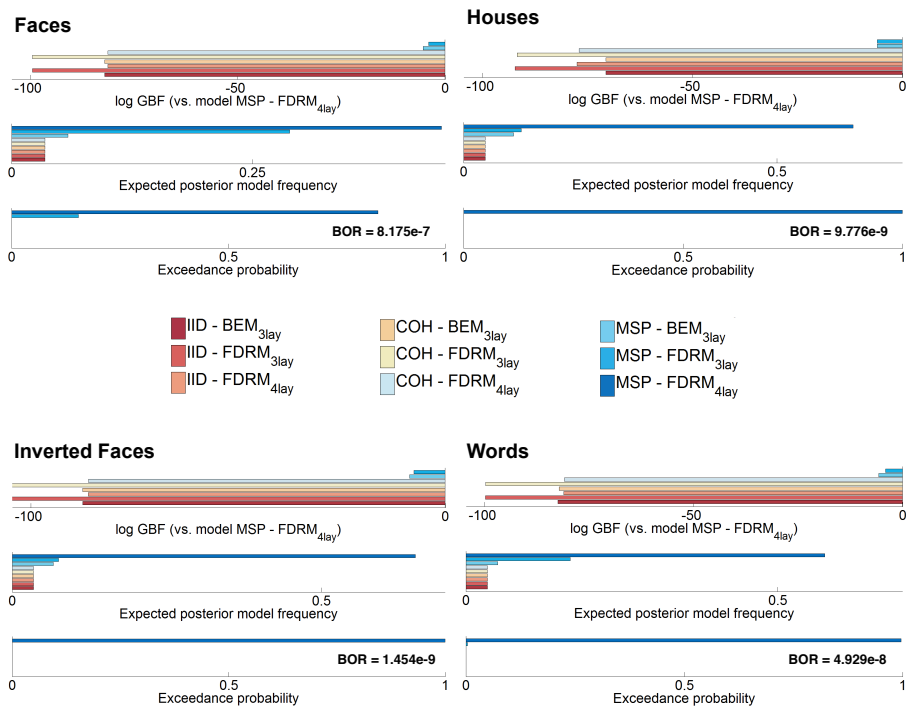 Faces
-100 -50 0
log GBF (vs. model MSP - FDRM4lay)
0 0.25
Expected posterior model frequency
BOR = 8.175e-7
0 0.5 1
Exceedance probability
Houses
-100 -50 0
log GBF (vs. model MSP - FDRM4lay)
0 0.5
Expected posterior model frequency
BOR = 9.776e-9
0 0.5 1
Exceedance probability
IID - BEM3lay
IID - FDRM3lay
IID - FDRM4lay
COH - BEM3lay
COH - FDRM3lay
COH - FDRM4lay
MSP - BEM3lay
MSP - FDRM3lay
MSP - FDRM4lay
Inverted Faces
-100 0
log GBF (vs. model MSP - FDRM4lay)
0 0.5
Expected posterior model frequency
BOR = 1.454e-9
0 0.5 1
Exceedance probability
Words
-100 -50 0
log GBF (vs. model MSP - FDRM4lay)
0 0.5
Expected posterior model frequency
BOR = 4.929e-8
0 0.5 1
Exceedance probability